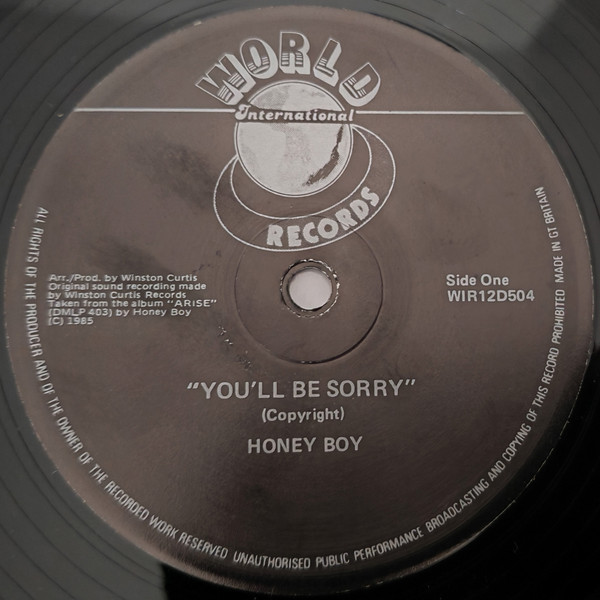 WORLD
International
RECORDS
Arr./Prod. by Winston Curtis
Original sound recording made
by Winston Curtis Records
Taken from the album "ARISE"
(DMLP 403) by Honey Boy
(C) 1985
Side One
WIR12D504
"YOU'LL BE SORRY"
(Copyright)
HONEY BOY
ALL RIGHTS OF THE PRODUCER AND OF THE OWNER OF THE RECORDED WORK RESERVED UNAUTHORISED PUBLIC PERFORMANCE BROADCASTING AND COPYING OF THIS RECORD PROHIBITED MADE IN GT BRITAIN